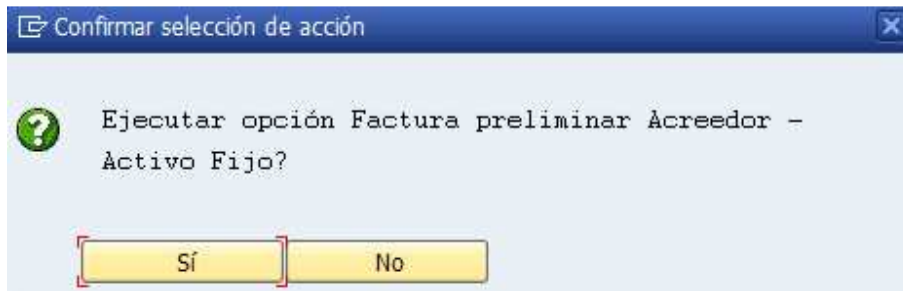 Confirmar selección de acción
Ejecutar opción Factura preliminar Acreedor -
Activo Fijo?
Sí No